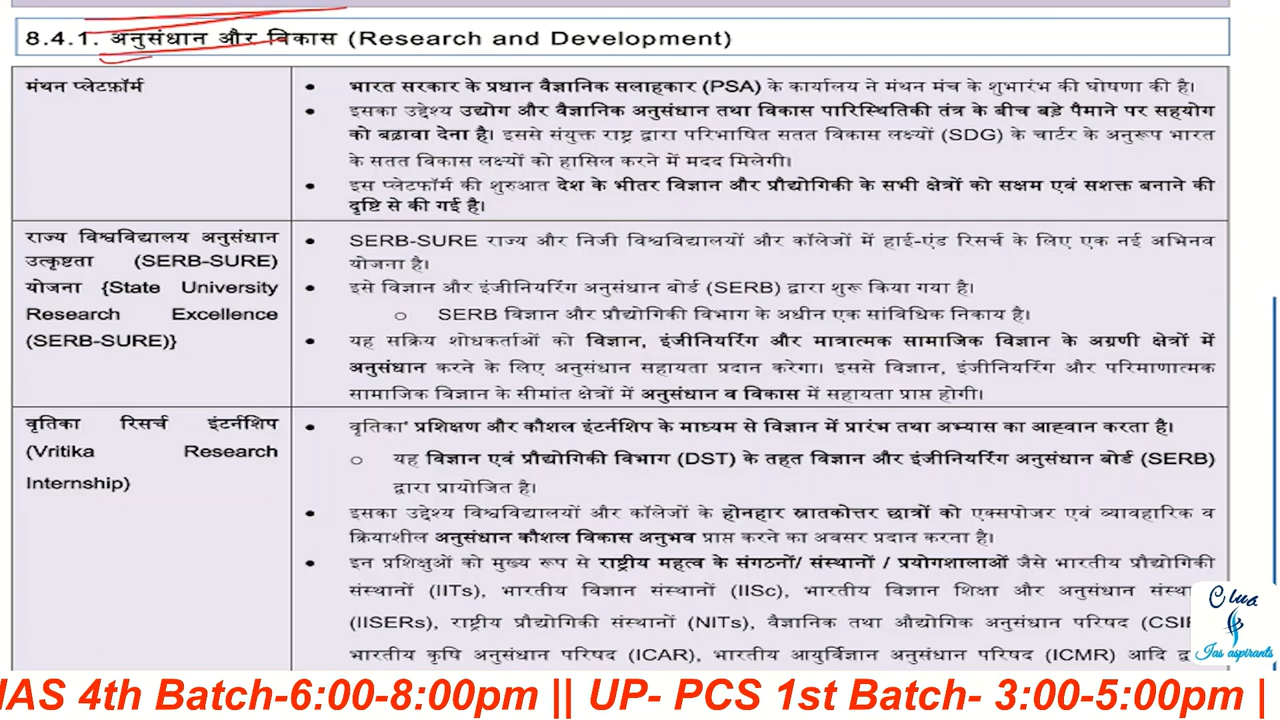 8.4.1. अनुसंधान और विकास (Research and Development)
मंथन प्लेटफ़ॉर्म
भारत सरकार के प्रधान वैज्ञानिक सलाहकार (PSA) के कार्यालय ने मंथन मंच के शुभारंभ की घोषणा की है।
इसका उद्देश्य उद्योग और वैज्ञानिक अनुसंधान तथा विकास पारिस्थितिकी तंत्र के बीच बड़े पैमाने पर सहयोग
को बढ़ावा देना है। इससे संयुक्त राष्ट्र द्वारा परिभाषित सतत विकास लक्ष्यों (SDG) के चार्टर के अनुरूप भारत
के सतत विकास लक्ष्यों को हासिल करने में मदद मिलेगी।
इस प्लेटफॉर्म की शुरुआत देश के भीतर विज्ञान और प्रौद्योगिकी के सभी क्षेत्रों को सक्षम एवं सशक्त बनाने की
दृष्टि से की गई है।
राज्य विश्वविद्यालय अनुसंधान
उत्कृष्टता (SERB-SURE)
योजना {State University
Research Excellence
(SERB-SURE)}
SERB-SURE राज्य और निजी विश्वविद्यालयों और कॉलेजों में हाई-एंड रिसर्च के लिए एक नई अभिनव
योजना है।
इसे विज्ञान और इंजीनियरिंग अनुसंधान बोर्ड (SERB) द्वारा शुरू किया गया है।
SERB विज्ञान और प्रौद्योगिकी विभाग के अधीन एक सांविधिक निकाय है।
यह सक्रिय शोधकर्ताओं को विज्ञान, इंजीनियरिंग और मात्रात्मक सामाजिक विज्ञान के अग्रणी क्षेत्रों में
अनुसंधान करने के लिए अनुसंधान सहायता प्रदान करेगा। इससे विज्ञान, इंजीनियरिंग और परिमाणात्मक
सामाजिक विज्ञान के सीमांत क्षेत्रों में अनुसंधान व विकास में सहायता प्राप्त होगी।
वृतिका रिसर्च इंटर्नशिप
(Vritika Research
Internship)
वृतिका' प्रशिक्षण और कौशल इंटर्नशिप के माध्यम से विज्ञान में प्रारंभ तथा अभ्यास का आह्वान करता है।
यह विज्ञान एवं प्रौद्योगिकी विभाग (DST) के तहत विज्ञान और इंजीनियरिंग अनुसंधान बोर्ड (SERB)
द्वारा प्रायोजित है।
इसका उद्देश्य विश्वविद्यालयों और कॉलेजों के होनहार स्नातकोत्तर छात्रों को एक्सपोजर एवं व्यावहारिक व
क्रियाशील अनुसंधान कौशल विकास अनुभव प्राप्त करने का अवसर प्रदान करना है।
इन प्रशिक्षुओं को मुख्य रूप से राष्ट्रीय महत्व के संगठनों/ संस्थानों / प्रयोगशालाओं जैसे भारतीय प्रौद्योगिकी
संस्थानों (IITs), भारतीय विज्ञान संस्थानों (IISc), भारतीय विज्ञान शिक्षा और अनुसंधान
(IISERs), राष्ट्रीय प्रौद्योगिकी संस्थानों (NITs), वैज्ञानिक तथा औद्योगिक अनुसंधान परिषद
भारतीय कृषि अनुसंधान परिषद (ICAR), भारतीय आयुर्विज्ञान अनुसंधान परिषद (ICMR) आदि
Clue
Ias aspirants
IAS 4th Batch-6:00-8:00pm || UP- PCS 1st Batch- 3:00-5:00pm |